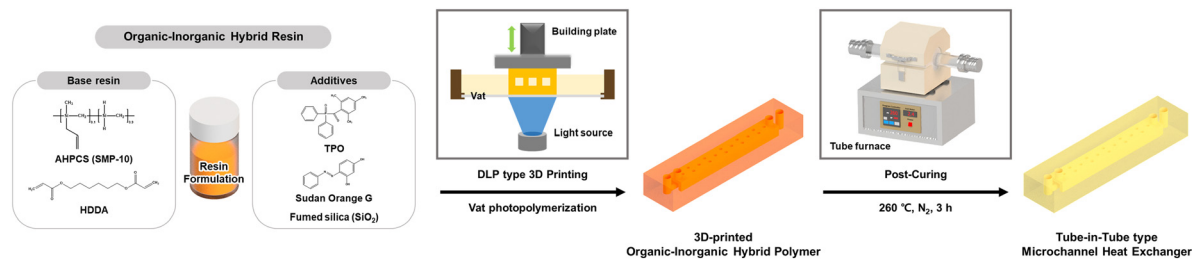 Organic-Inorganic Hybrid Resin
Base resin
AHPCS (SMP-10)
HDDA
Resin
Formulation
Additives
TPO
Sudan Orange G
Fumed silica (SiO₂)
Building plate
Vat
Light source
DLP type 3D Printing
Vat photopolymerization
3D-printed
Organic-Inorganic Hybrid Polymer
Tube furnace
Post-Curing
260 ℃, N₂, 3 h
Tube-in-Tube type
Microchannel Heat Exchanger